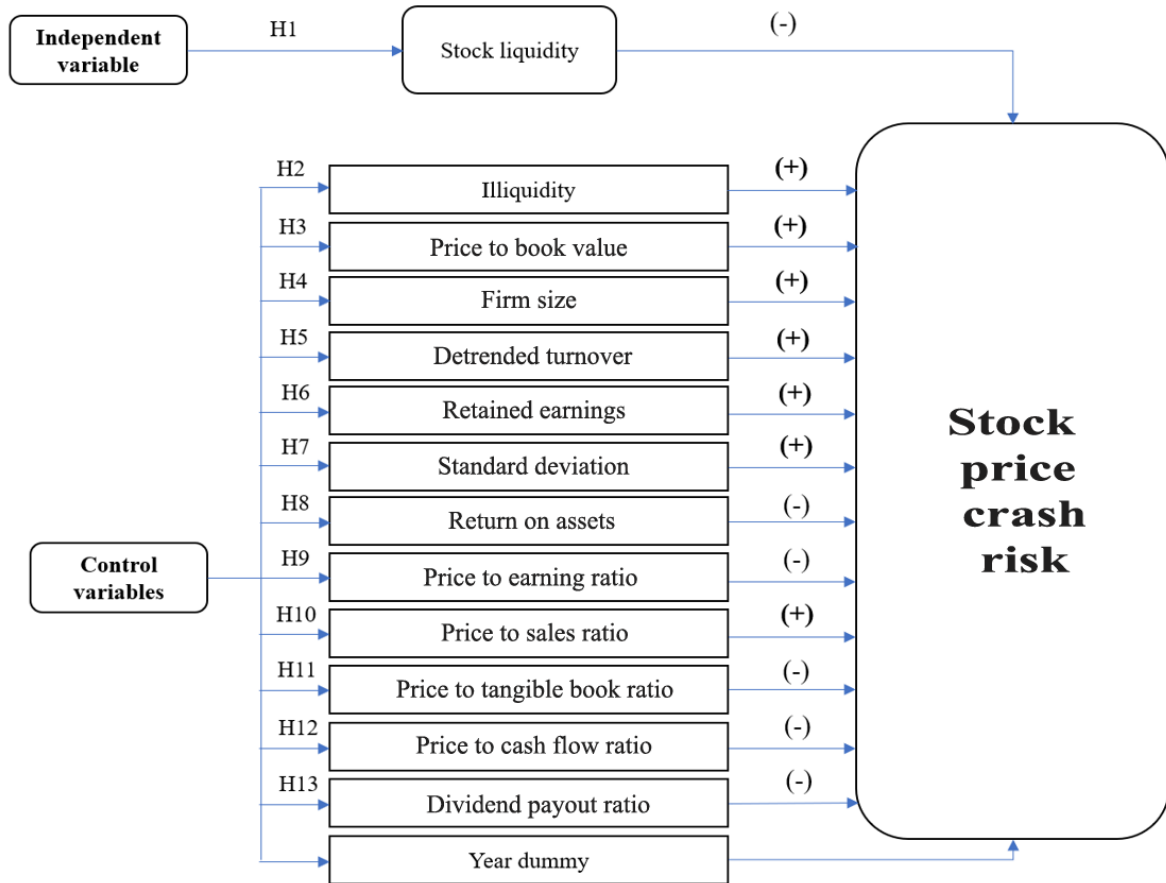 Independent
variable
H1
Stock liquidity
(-)
H2
Illiquidity
(+)
H3
Price to book value
(+)
H4
Firm size
(+)
H5
Detrended turnover
(+)
H6
Retained earnings
(+)
H7
Standard deviation
(+)
H8
Return on assets
(-)
Control
variables
H9
Price to earning ratio
(-)
H10
Price to sales ratio
(+)
H11
Price to tangible book ratio
(-)
H12
Price to cash flow ratio
(-)
H13
Dividend payout ratio
(-)
Year dummy
Stock
price
crash
risk